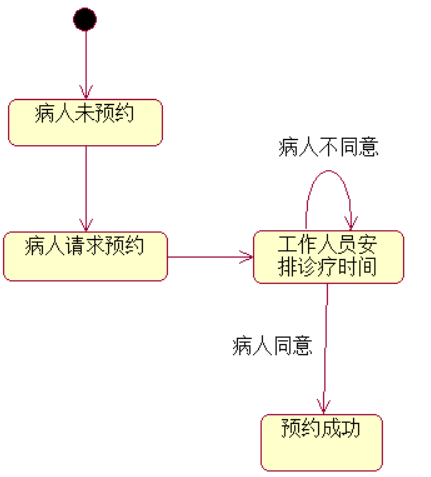 病人未预约
病人不同意
病人请求预约
工作人员安
排诊疗时间
病人同意
预约成功